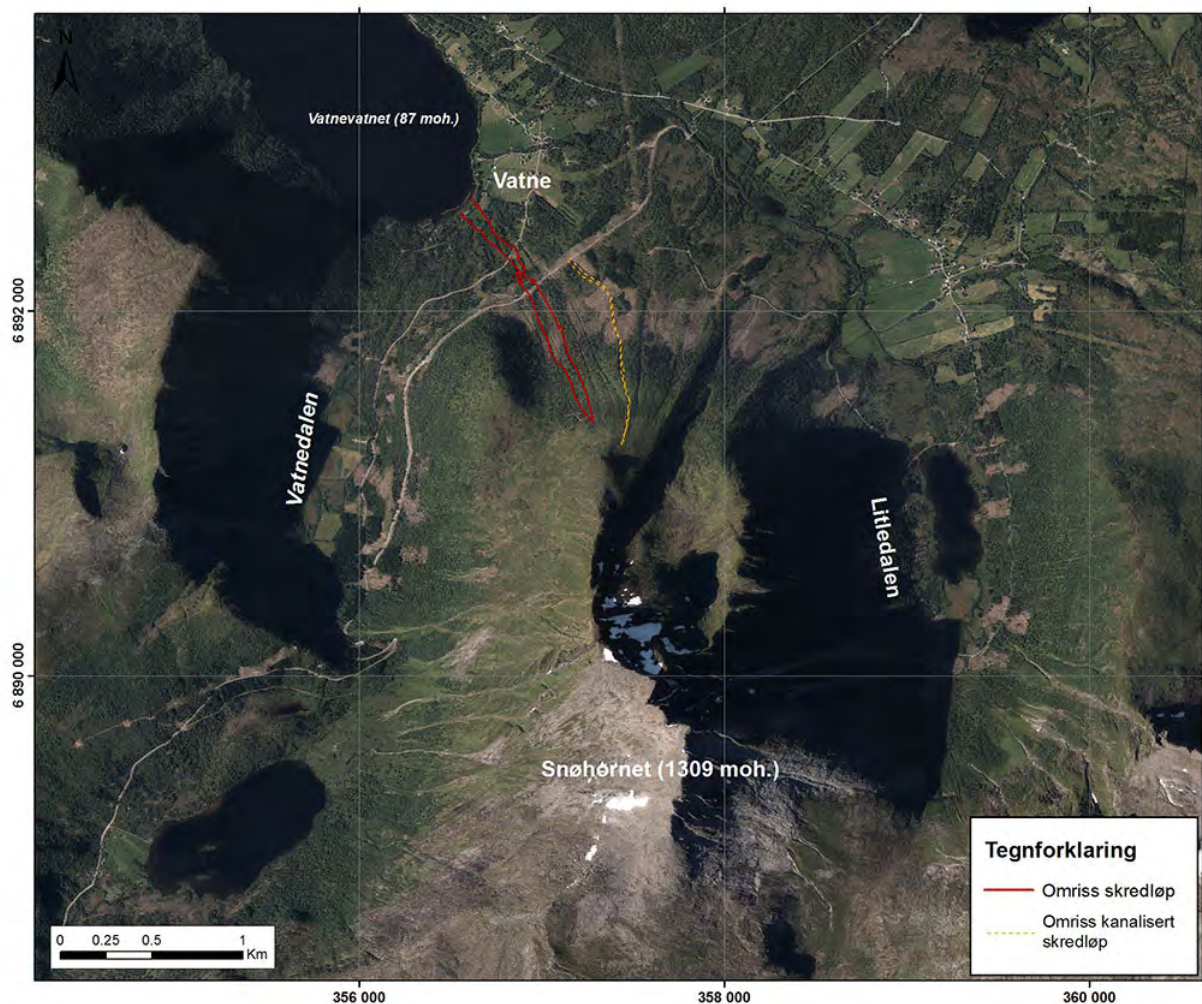 N
Vatnevatnet (87 moh.)
Vatne
6 892 000
Vatnedalen
Litledalen
6 890 000
Snøhornet (1309 moh.)
Tegnforklaring
Omriss skredløp
Omriss kanalisert
skredløp
0 0.25 0.5 1
Km
356 000 358 000 360 000